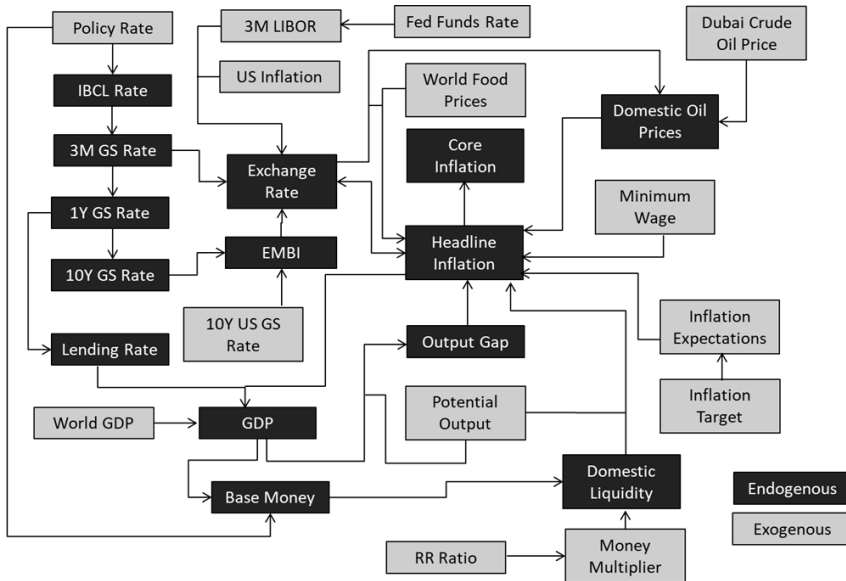 Policy Rate
3M LIBOR
Fed Funds Rate
Dubai Crude
Oil Price
US Inflation
World Food
Prices
IBCL Rate
Domestic Oil
Prices
3M GS Rate
Exchange
Rate
Core
Inflation
1Y GS Rate
Minimum
Wage
Headline
Inflation
EMBI
10Y GS Rate
10Y US GS
Rate
Inflation
Expectations
Lending Rate
Output Gap
Inflation
Target
World GDP
GDP
Potential
Output
Base Money
Domestic
Liquidity
Endogenous
Exogenous
RR Ratio
Money
Multiplier